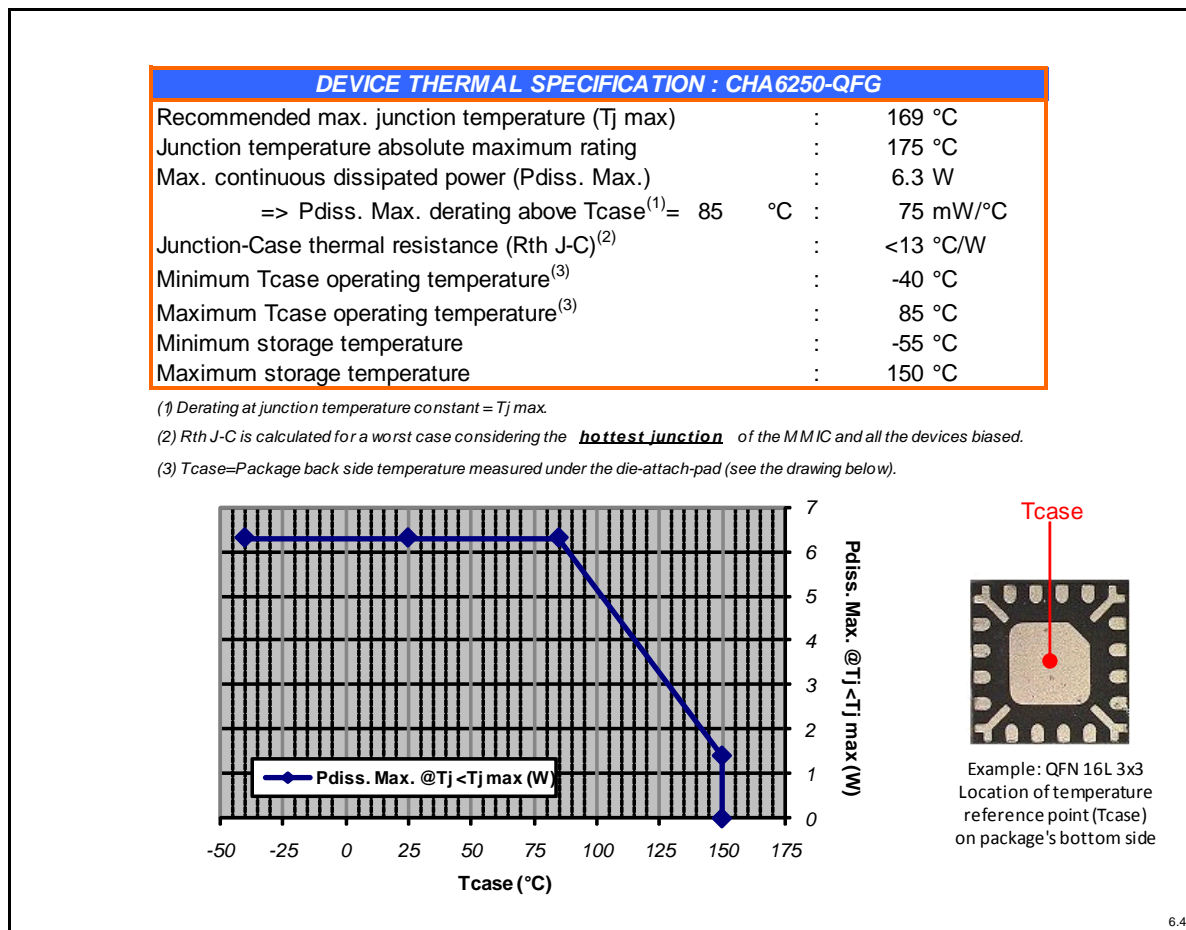 DEVICE THERMAL SPECIFICATION : CHA6250-QFG
Recommended max. junction temperature (Tj max) : 169 °C
Junction temperature absolute maximum rating : 175 °C
Max. continuous dissipated power (Pdiss. Max.) : 6.3 W
=> Pdiss. Max. derating above Tcase(1)= 85 °C : 75 mW/°C
Junction-Case thermal resistance (Rth J-C)(2) : <13 °C/W
Minimum Tcase operating temperature(3) : -40 °C
Maximum Tcase operating temperature(3) : 85 °C
Minimum storage temperature : -55 °C
Maximum storage temperature : 150 °C
(1) Derating at junction temperature constant = Tj max.
(2) Rth J-C is calculated for a worst case considering the hottest junction of the MMIC and all the devices biased.
(3) Tcase=Package back side temperature measured under the die-attach-pad (see the drawing below).
7
6
5
4
3
2
1
0
Pdiss. Max. @Tj <Tj max (W)
Pdiss. Max. @Tj <Tj max (W)
-50 -25 0 25 50 75 100 125 150 175
Tcase (°C)
Tcase
Example: QFN 16L 3x3
Location of temperature
reference point (Tcase)
on package's bottom side
6.4